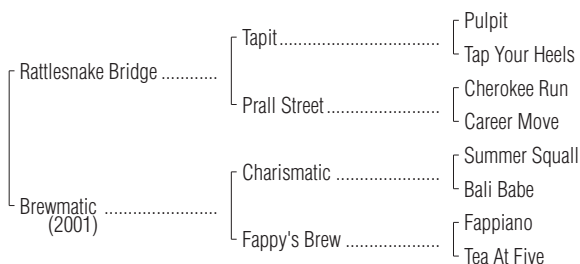 Pulpit
Tapit
Tap Your Heels
Rattlesnake Bridge
Cherokee Run
Prall Street
Career Move
Summer Squall
Charismatic
Bali Babe
Brewmatic
(2001)
Fappiano
Fappy's Brew
Tea At Five